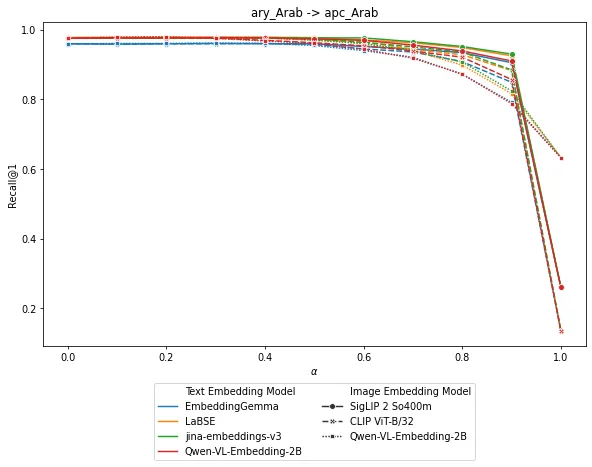 ary_Arab -> apc_Arab
1.0
0.8
0.6
0.4
0.2
Recall@1
0.0 0.2 0.4 0.6 0.8 1.0
α
Text Embedding Model Image Embedding Model
EmbeddingGemma SigLIP 2 So400m
LaBSE CLIP ViT-B/32
jina-embeddings-v3 Qwen-VL-Embedding-2B
Qwen-VL-Embedding-2B